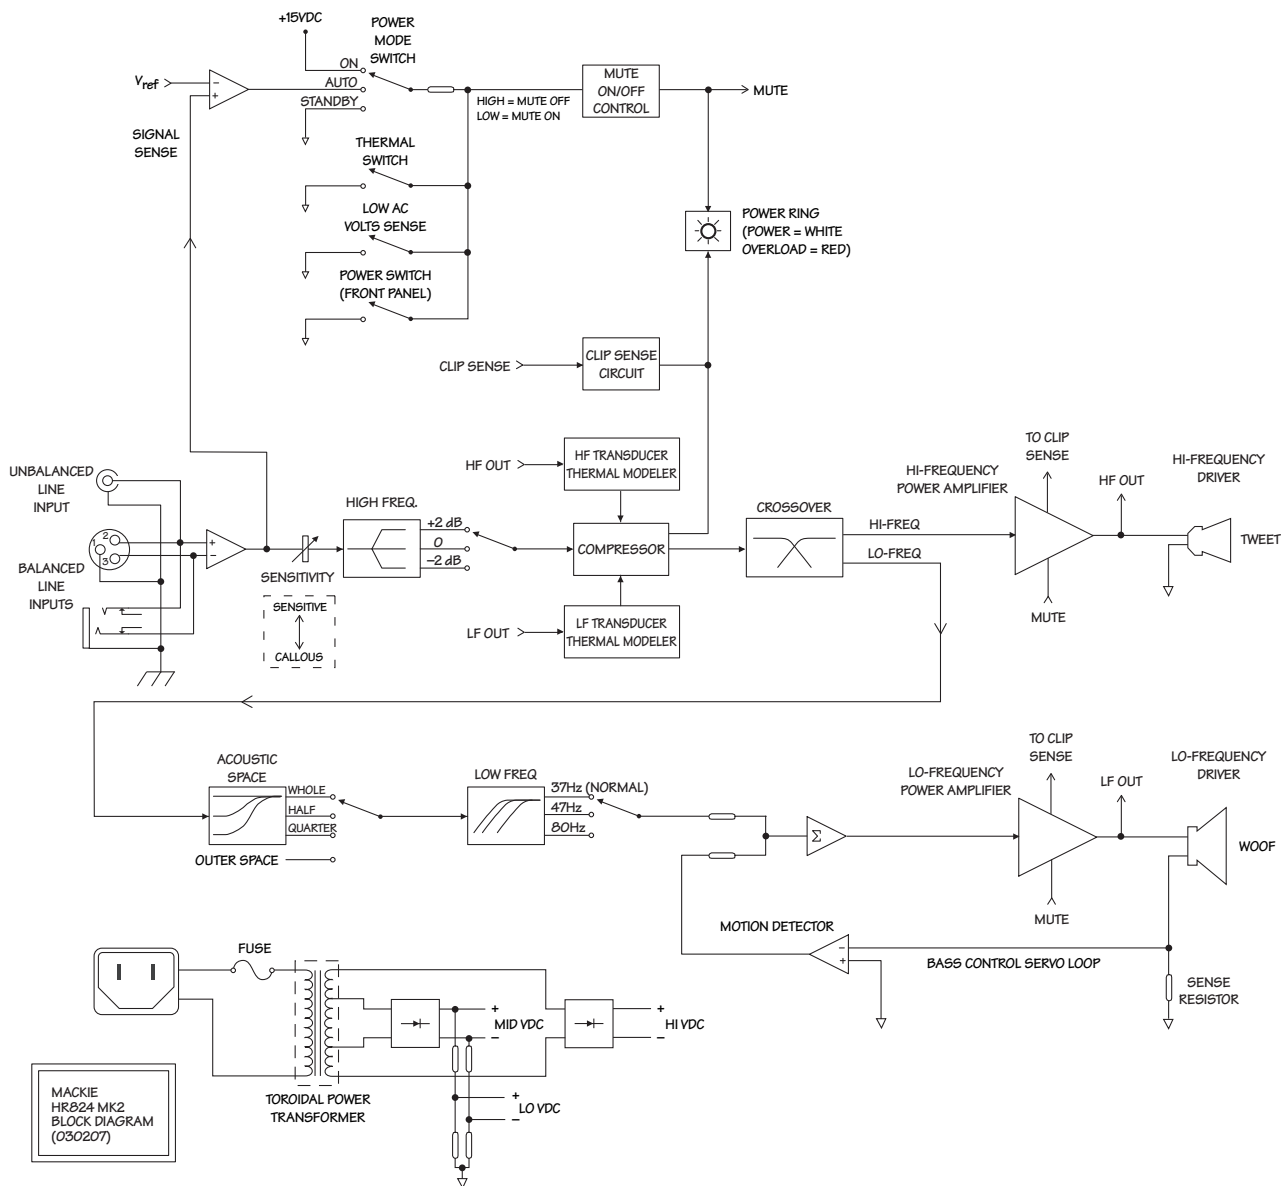 +15VDC
POWER
MODE
SWITCH
ON
AUTO
STANDBY
Vref
−
+
SIGNAL
SENSE
HIGH = MUTE OFF
LOW = MUTE ON
MUTE
ON/OFF
CONTROL
MUTE
THERMAL
SWITCH
LOW AC
VOLTS SENSE
POWER SWITCH
(FRONT PANEL)
POWER RING
(POWER = WHITE
OVERLOAD = RED)
CLIP SENSE
CLIP SENSE
CIRCUIT
UNBALANCED
LINE
INPUT
1
2
3
BALANCED
LINE
INPUTS
+
−
SENSITIVITY
SENSITIVE
CALLOUS
HIGH FREQ.
+2 dB
0
−2 dB
HF OUT
HF TRANSDUCER
THERMAL MODELER
COMPRESSOR
LF OUT
LF TRANSDUCER
THERMAL MODELER
CROSSOVER
HI-FREQ
LO-FREQ
HI-FREQUENCY
POWER AMPLIFIER
TO CLIP
SENSE
MUTE
HF OUT
HI-FREQUENCY
DRIVER
TWEET
ACOUSTIC
SPACE
WHOLE
HALF
QUARTER
OUTER SPACE
LOW FREQ
37Hz (NORMAL)
47Hz
80Hz
Σ
LO-FREQUENCY
POWER AMPLIFIER
TO CLIP
SENSE
MUTE
LF OUT
LO-FREQUENCY
DRIVER
WOOF
MOTION DETECTOR
−
+
BASS CONTROL SERVO LOOP
SENSE
RESISTOR
FUSE
TOROIDAL POWER
TRANSFORMER
+
MID VDC
−
+
HI VDC
−
+
LO VDC
−
MACKIE
HR824 MK2
BLOCK DIAGRAM
(030207)